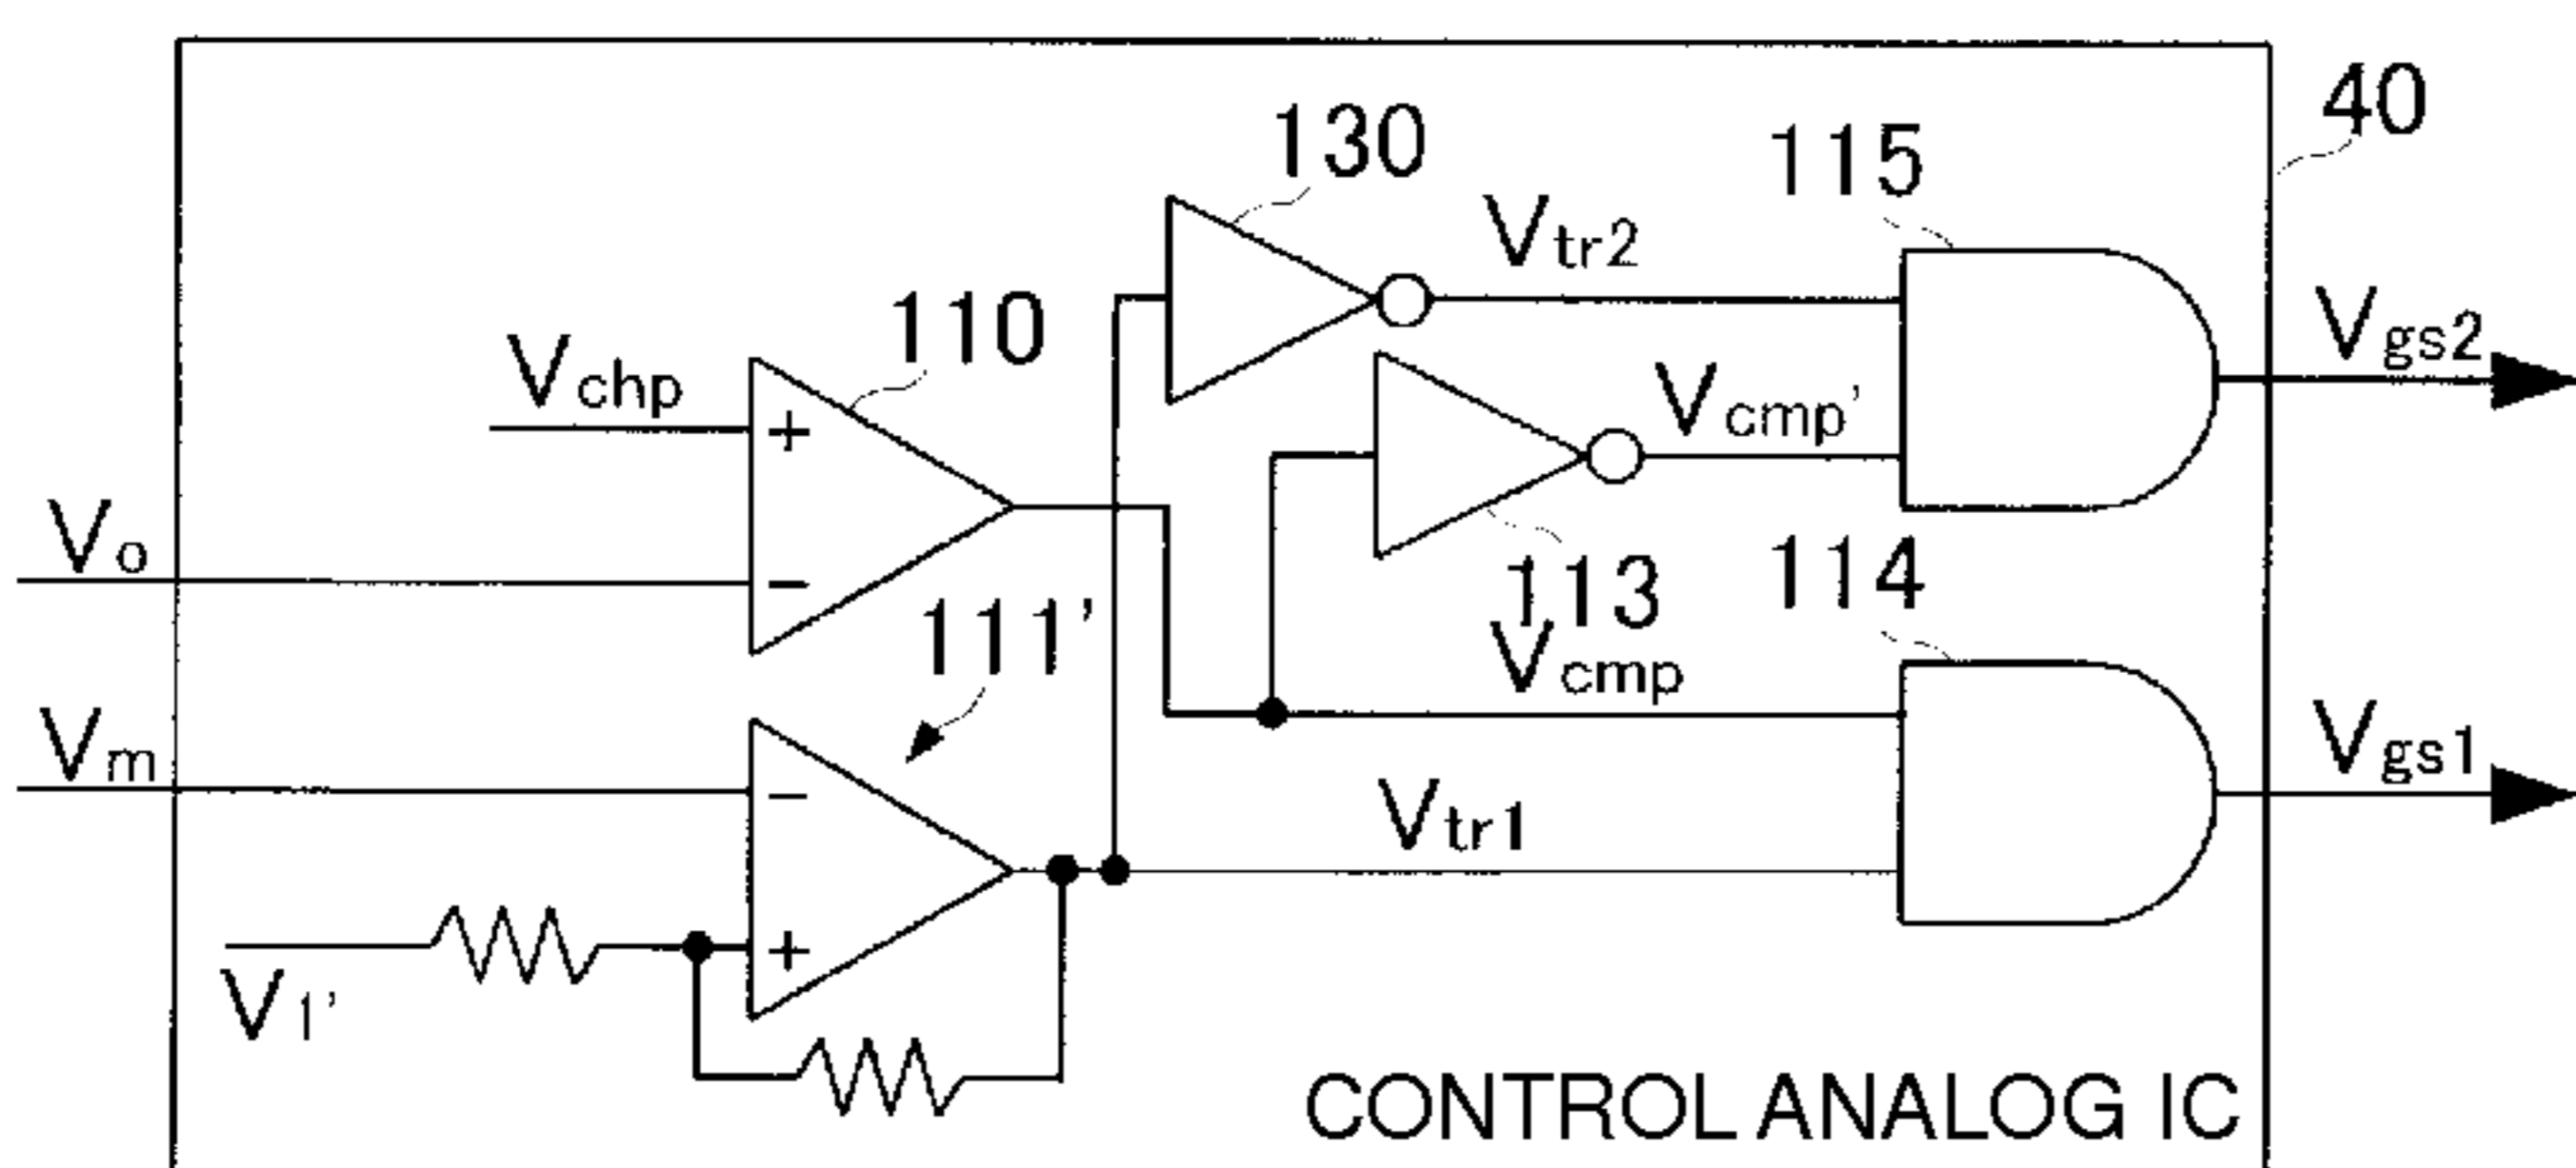 40
130
115
Vtr2
110
Vgs2
Vchp
Vcmp'
Vo
113
114
111'
Vcmp
Vm
Vgs1
Vtr1
V1'
+
−
−
+
CONTROL ANALOG IC